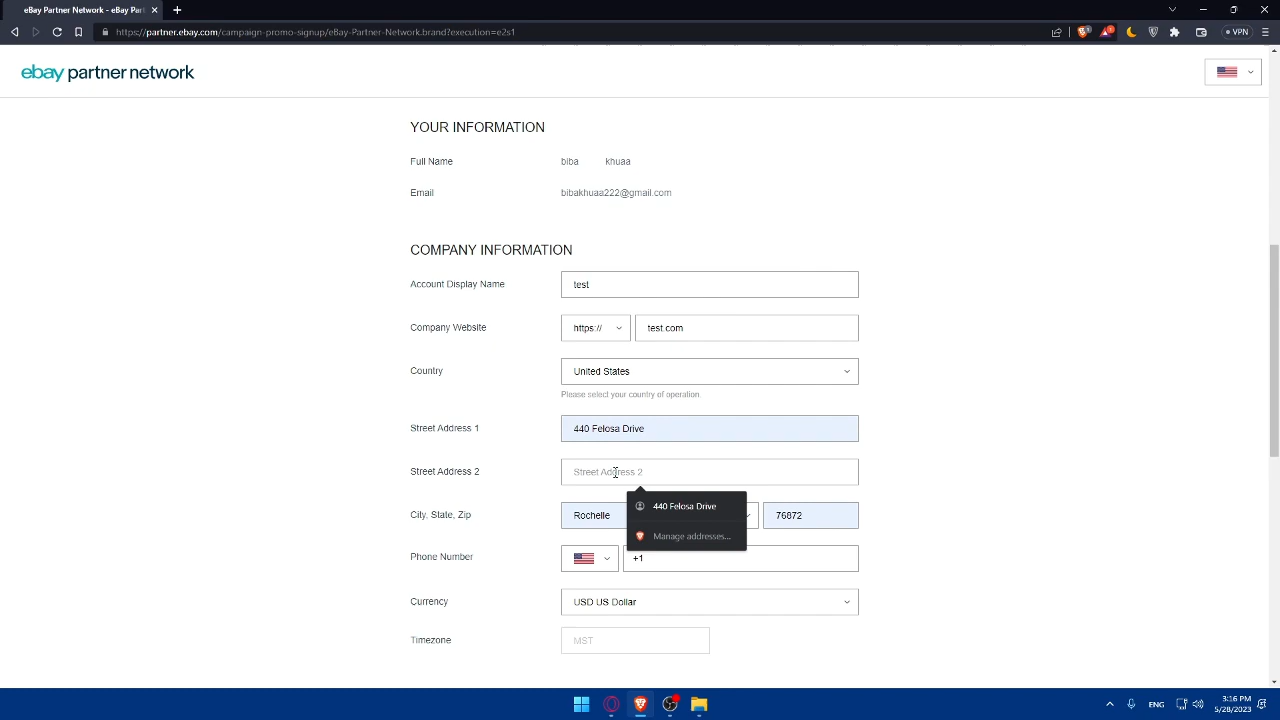 eBay Partner Network - eBay Part
https://partner.ebay.com/campaign-promo-signup/eBay-Partner-Network.brand?execution=e2s1
VPN
ebay partner network
YOUR INFORMATION
Full Name biba khuaa
Email bibakhuaa222@gmail.com
COMPANY INFORMATION
Account Display Name test
Company Website https:// test.com
Country United States
Please select your country of operation.
Street Address 1 440 Felosa Drive
Street Address 2 Street Address 2
440 Felosa Drive
City, State, Zip Rochelle 76872
Manage addresses...
Phone Number +1
Currency USD US Dollar
Timezone MST
ENG 3:16 PM
5/28/2023